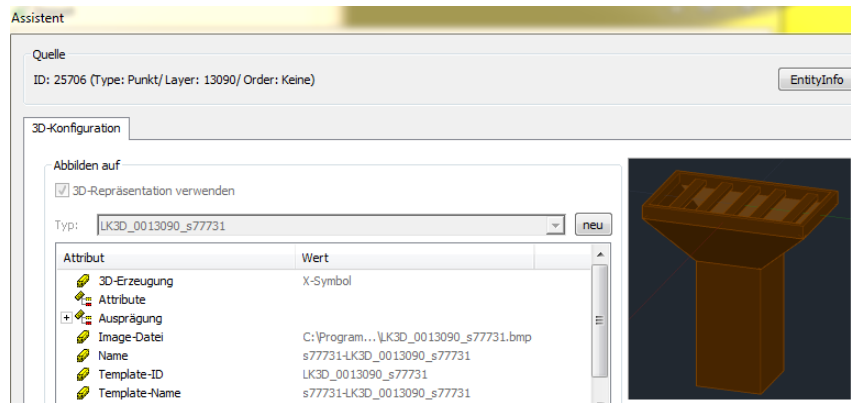 Assistent
Quelle
ID: 25706 (Type: Punkt/ Layer: 13090/ Order: Keine)
EntityInfo
3D-Konfiguration
Abbilden auf
3D-Repräsentation verwenden
Typ: LK3D_0013090_s77731 neu
Attribut Wert
3D-Erzeugung X-Symbol
Attribute
Ausprägung
Image-Datei C:\Program...\LK3D_0013090_s77731.bmp
Name s77731-LK3D_0013090_s77731
Template-ID LK3D_0013090_s77731
Template-Name s77731-LK3D_0013090_s77731